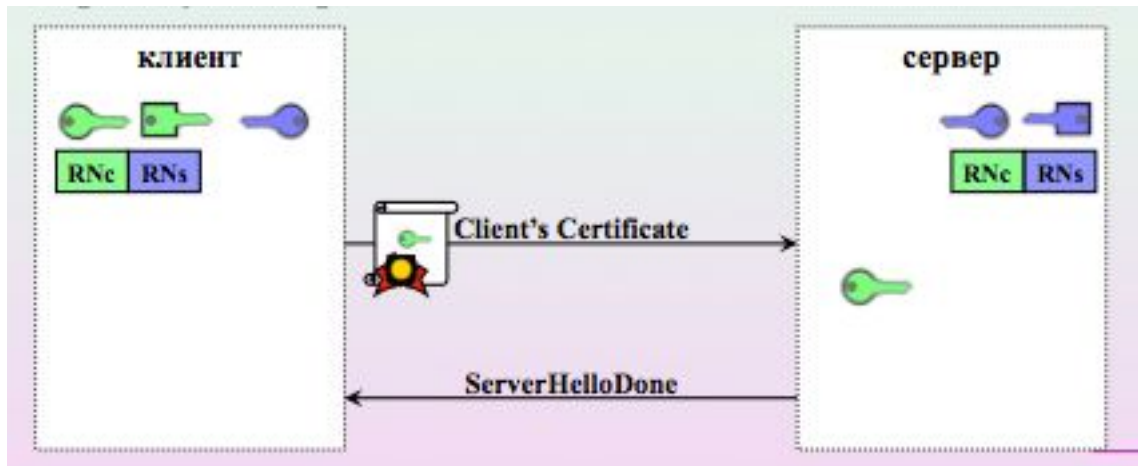 клиент
сервер
RNc RNs
RNc RNs
Client's Certificate
ServerHelloDone